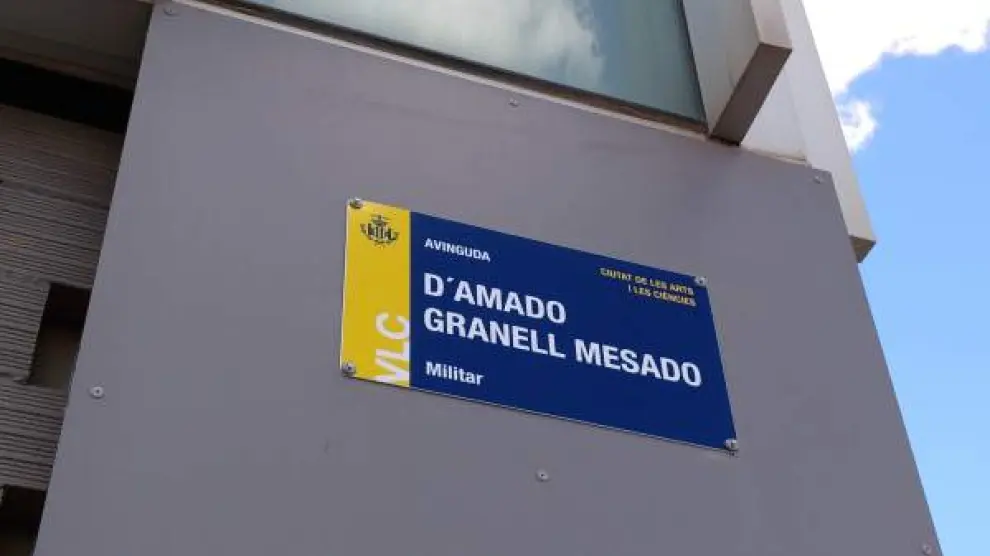 VLC
AVINGUDA
CIUTAT DE LES ARTS
I LES CIÈNCIES
D´AMADO
GRANELL MESADO
Militar